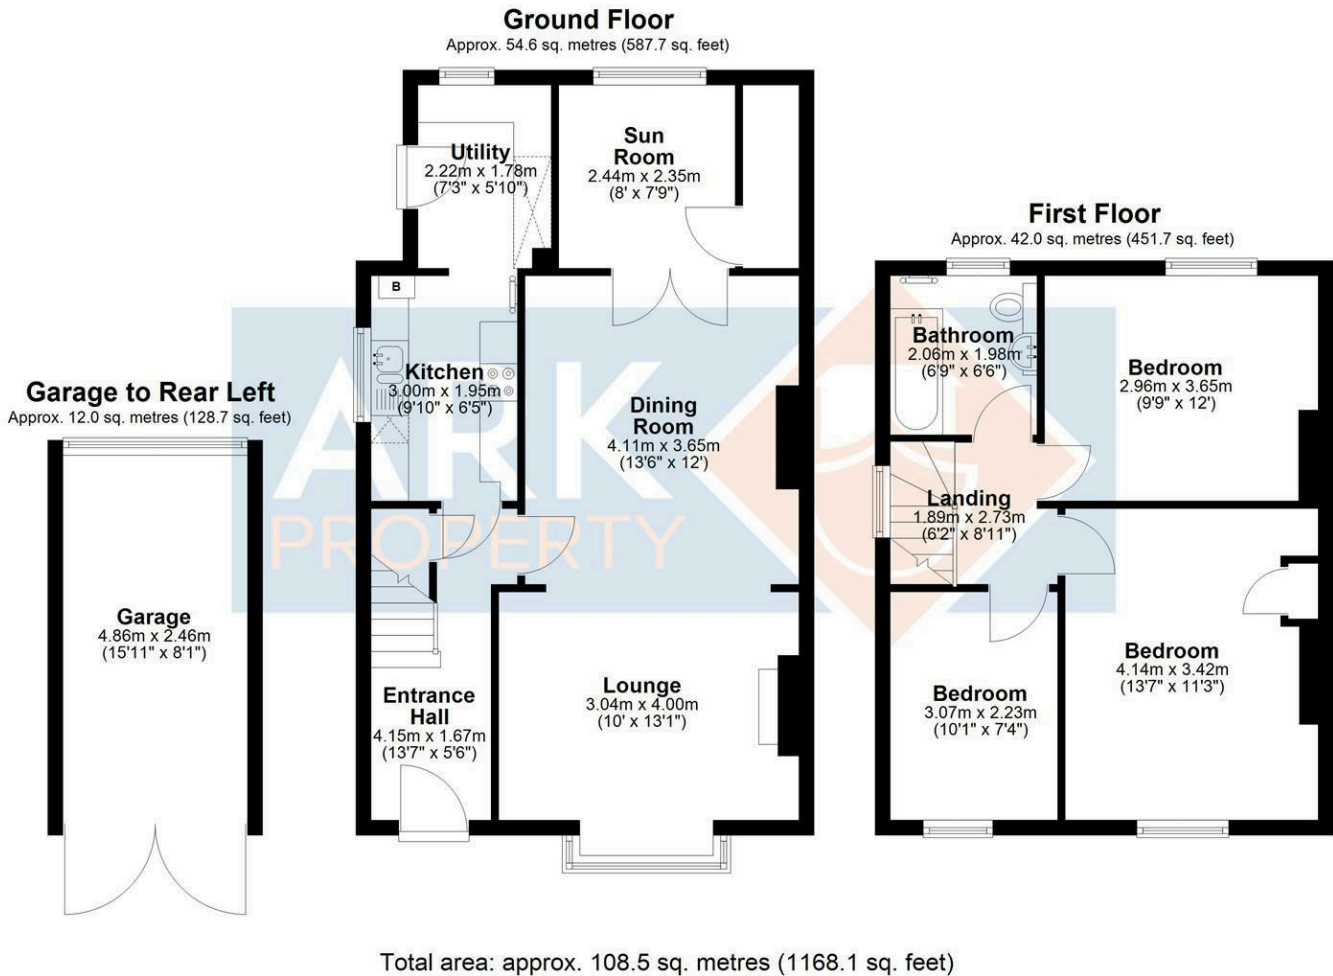 Ground Floor
Approx. 54.6 sq. metres (587.7 sq. feet)
Utility
2.22m x 1.78m
(7'3" x 5'10")
Sun
Room
2.44m x 2.35m
(8' x 7'9")
B
Kitchen
3.00m x 1.95m
(9'10" x 6'5")
Dining
Room
4.11m x 3.65m
(13'6" x 12')
Entrance
Hall
4.15m x 1.67m
(13'7" x 5'6")
Lounge
3.04m x 4.00m
(10' x 13'1")
First Floor
Approx. 42.0 sq. metres (451.7 sq. feet)
Bathroom
2.06m x 1.98m
(6'9" x 6'6")
Bedroom
2.96m x 3.65m
(9'9" x 12')
Landing
1.89m x 2.73m
(6'2" x 8'11")
Bedroom
3.07m x 2.23m
(10'1" x 7'4")
Bedroom
4.14m x 3.42m
(13'7" x 11'3")
Garage to Rear Left
Approx. 12.0 sq. metres (128.7 sq. feet)
Garage
4.86m x 2.46m
(15'11" x 8'1")
ARK
PROPERTY
Total area: approx. 108.5 sq. metres (1168.1 sq. feet)